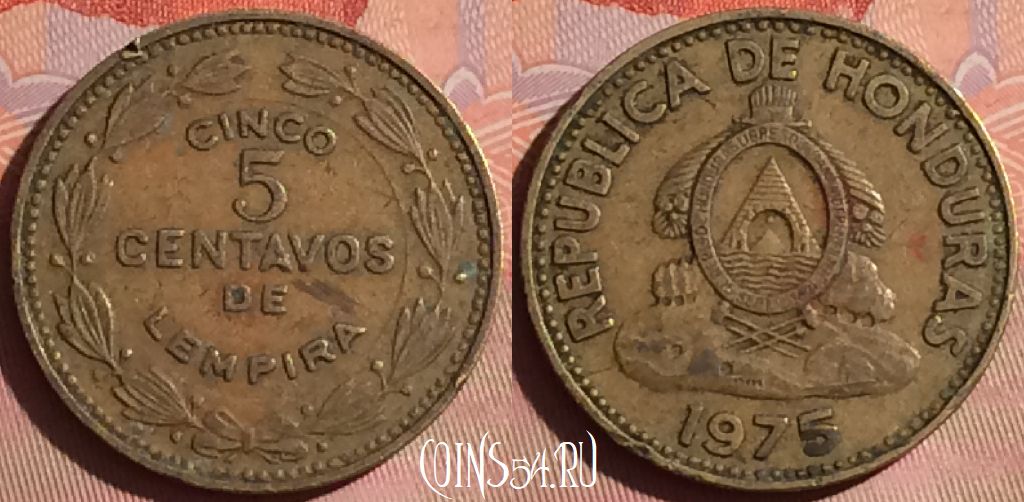 CINCO
5
CENTAVOS
DE
LEMPIRA
REPUBLICA DE HONDURAS
1975
COINS54.RU